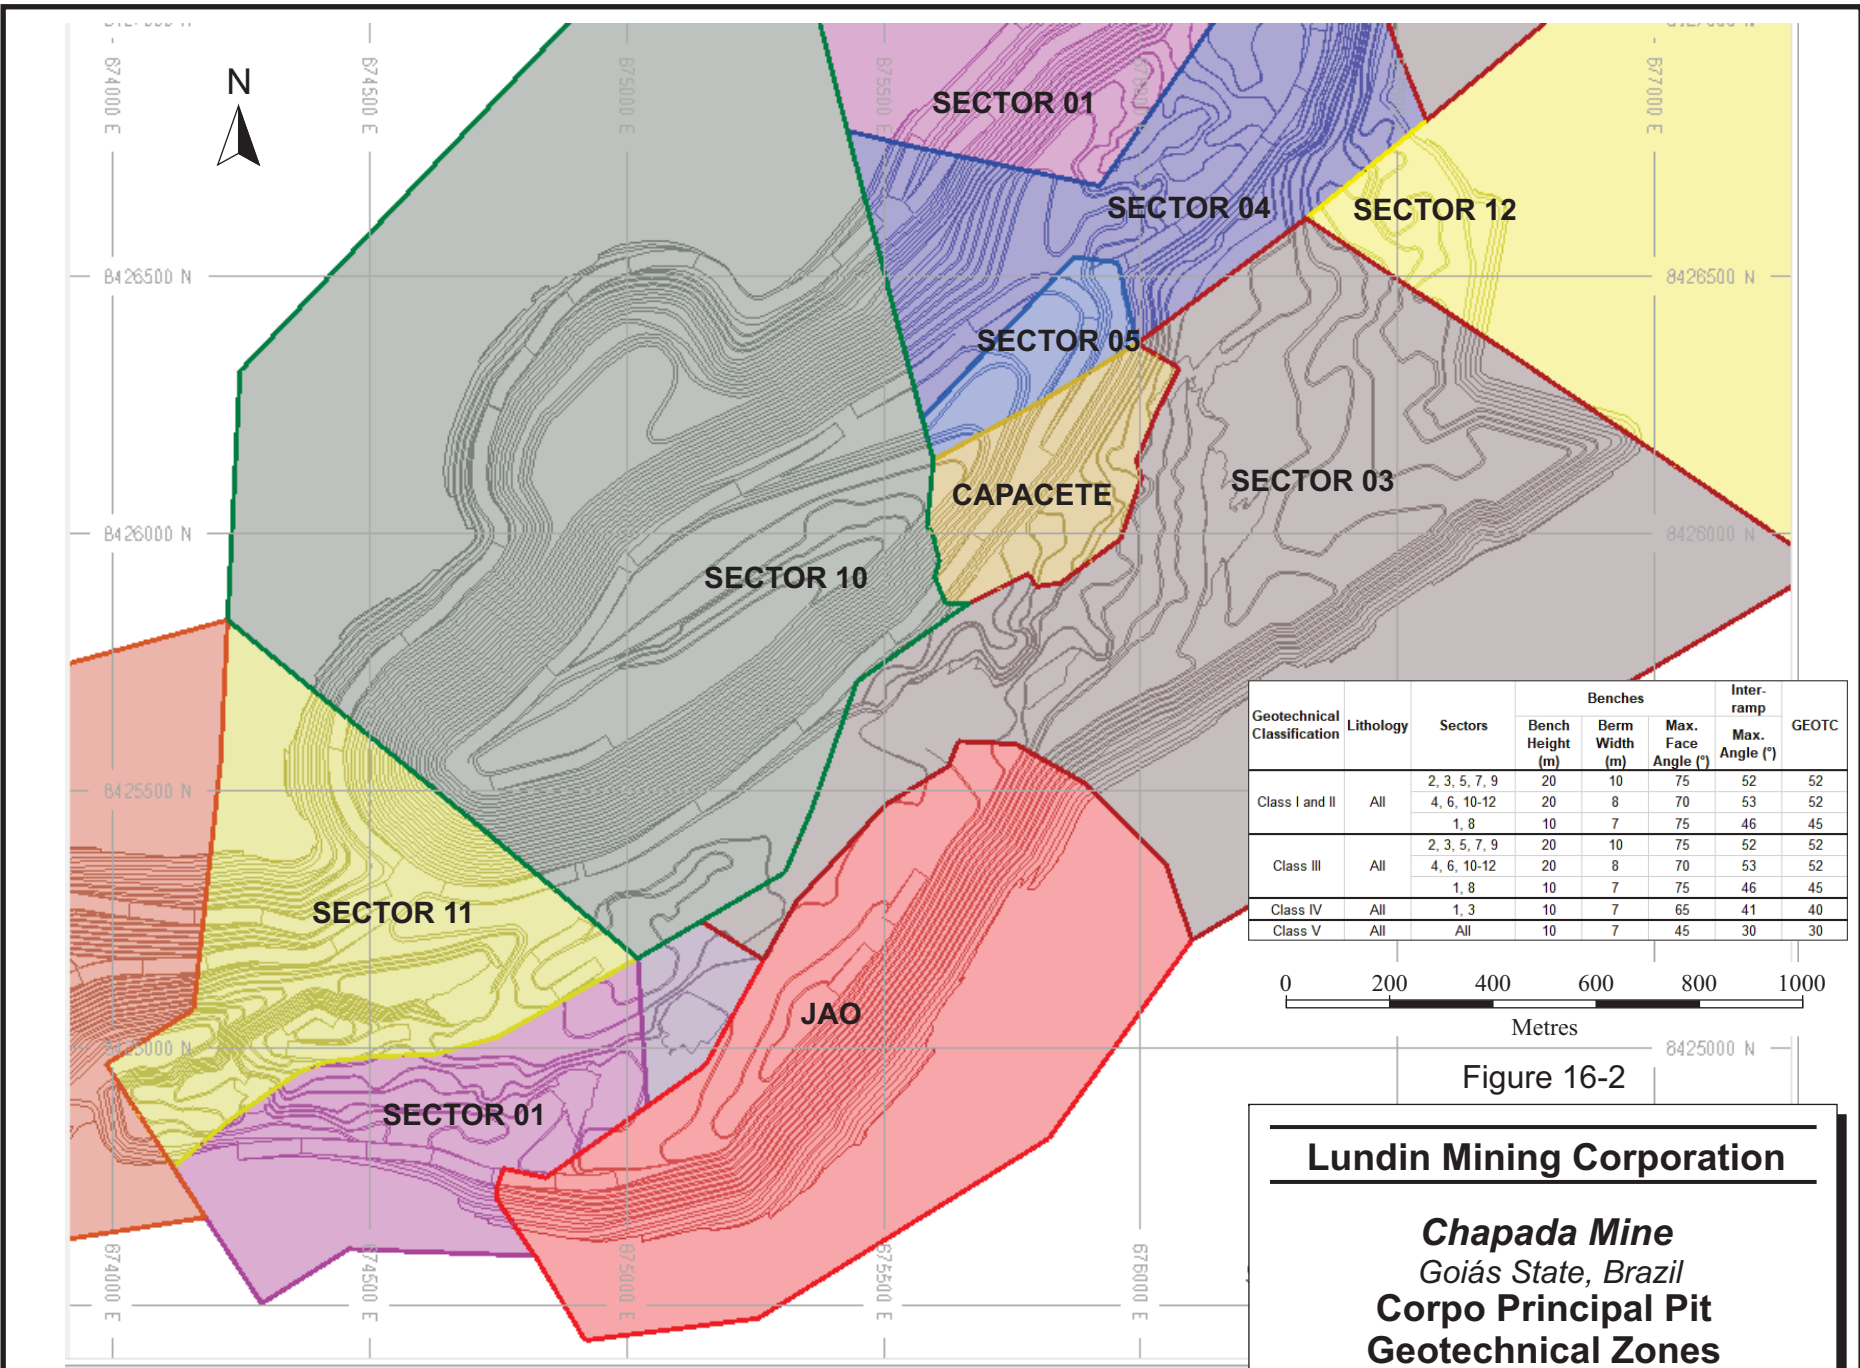 674000 E
674500 E
675000 E
675500 E
677000 E
N
SECTOR 01
SECTOR 04
SECTOR 12
8426500 N
8426500 N
SECTOR 05
SECTOR 03
CAPACETE
8426000 N
8426000 N
SECTOR 10
8425500 N
SECTOR 11
JAO
8425000 N
8425000 N
SECTOR 01
674000 E
674500 E
675000 E
675500 E
676000 E
Geotechnical Classification Lithology Sectors Benches Inter-ramp GEOTC
Bench Height (m) Berm Width (m) Max. Face Angle (°) Max. Angle (°)
Class I and II All 2, 3, 5, 7, 9 20 10 75 52 52
4, 6, 10-12 20 8 70 53 52
1, 8 10 7 75 46 45
Class III All 2, 3, 5, 7, 9 20 10 75 52 52
4, 6, 10-12 20 8 70 53 52
1, 8 10 7 75 46 45
Class IV All 1, 3 10 7 65 41 40
Class V All All 10 7 45 30 30
0 200 400 600 800 1000
Metres
Figure 16-2
Lundin Mining Corporation
Chapada Mine
Goiás State, Brazil
Corpo Principal Pit
Geotechnical Zones